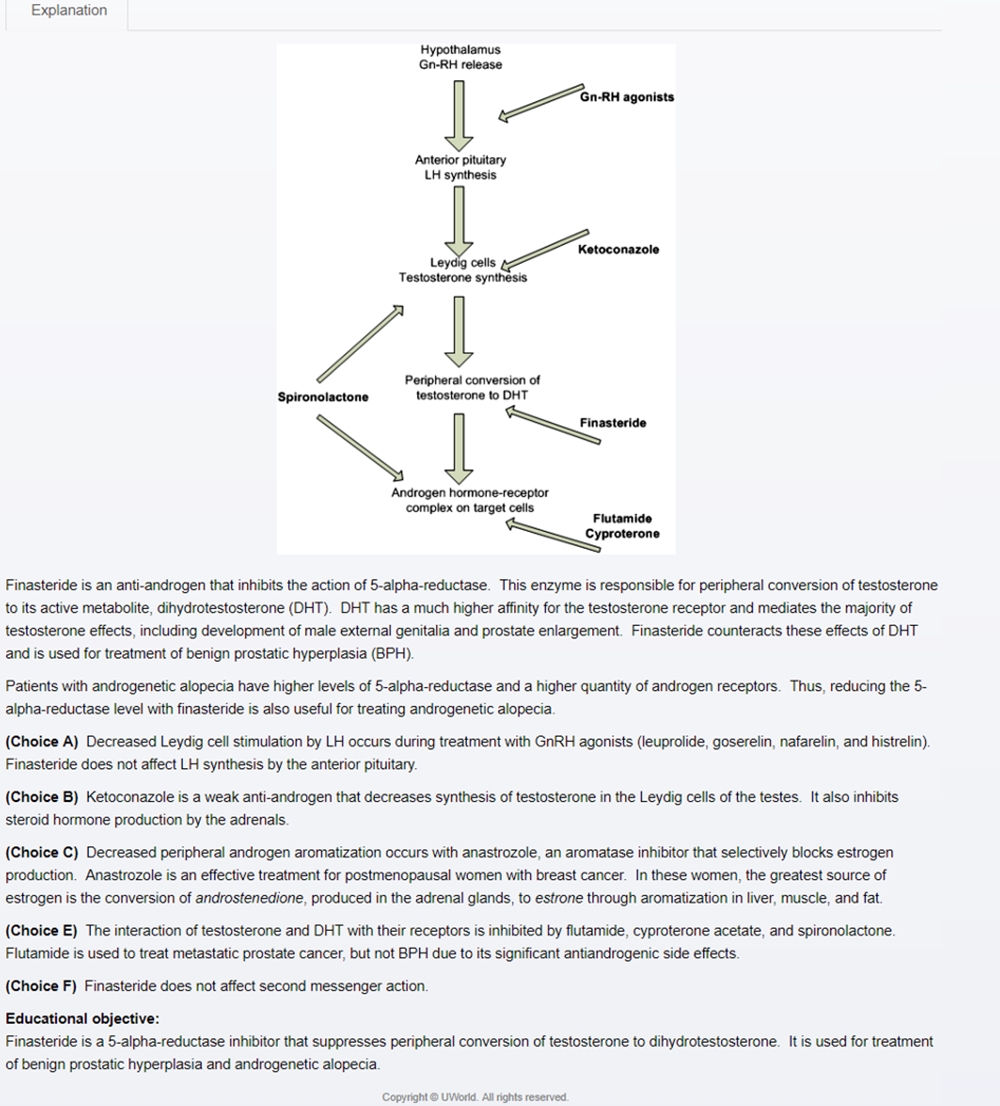 Explanation
Hypothalamus
Gn-RH release
Gn-RH agonists
Anterior pituitary
LH synthesis
Ketoconazole
Leydig cells
Testosterone synthesis
Peripheral conversion of
testosterone to DHT
Spironolactone
Finasteride
Androgen hormone-receptor
complex on target cells
Flutamide
Cyproterone
Finasteride is an anti-androgen that inhibits the action of 5-alpha-reductase. This enzyme is responsible for peripheral conversion of testosterone
to its active metabolite, dihydrotestosterone (DHT). DHT has a much higher affinity for the testosterone receptor and mediates the majority of
testosterone effects, including development of male external genitalia and prostate enlargement. Finasteride counteracts these effects of DHT
and is used for treatment of benign prostatic hyperplasia (BPH).
Patients with androgenetic alopecia have higher levels of 5-alpha-reductase and a higher quantity of androgen receptors. Thus, reducing the 5-
alpha-reductase level with finasteride is also useful for treating androgenetic alopecia.
(Choice A) Decreased Leydig cell stimulation by LH occurs during treatment with GnRH agonists (leuprolide, goserelin, nafarelin, and histrelin).
Finasteride does not affect LH synthesis by the anterior pituitary.
(Choice B) Ketoconazole is a weak anti-androgen that decreases synthesis of testosterone in the Leydig cells of the testes. It also inhibits
steroid hormone production by the adrenals.
(Choice C) Decreased peripheral androgen aromatization occurs with anastrozole, an aromatase inhibitor that selectively blocks estrogen
production. Anastrozole is an effective treatment for postmenopausal women with breast cancer. In these women, the greatest source of
estrogen is the conversion of androstenedione, produced in the adrenal glands, to estrone through aromatization in liver, muscle, and fat.
(Choice E) The interaction of testosterone and DHT with their receptors is inhibited by flutamide, cyproterone acetate, and spironolactone.
Flutamide is used to treat metastatic prostate cancer, but not BPH due to its significant antiandrogenic side effects.
(Choice F) Finasteride does not affect second messenger action.
Educational objective:
Finasteride is a 5-alpha-reductase inhibitor that suppresses peripheral conversion of testosterone to dihydrotestosterone. It is used for treatment
of benign prostatic hyperplasia and androgenetic alopecia.
Copyright © UWorld. All rights reserved.